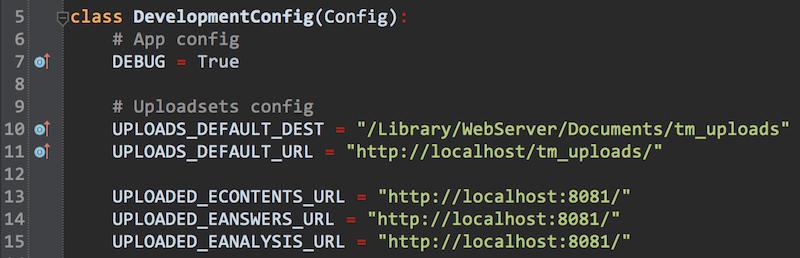 5 class DevelopmentConfig(Config):
6 # App config
7 DEBUG = True
8
9 # Uploadsets config
10 UPLOADS_DEFAULT_DEST = "/Library/WebServer/Documents/tm_uploads"
11 UPLOADS_DEFAULT_URL = "http://localhost/tm_uploads/"
12
13 UPLOADED_ECONTENTS_URL = "http://localhost:8081/"
14 UPLOADED_EANSWERS_URL = "http://localhost:8081/"
15 UPLOADED_EANALYSIS_URL = "http://localhost:8081/"